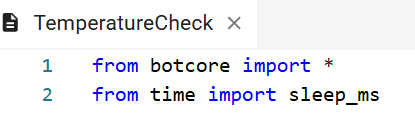 TemperatureCheck
1 from botcore import *
2 from time import sleep_ms